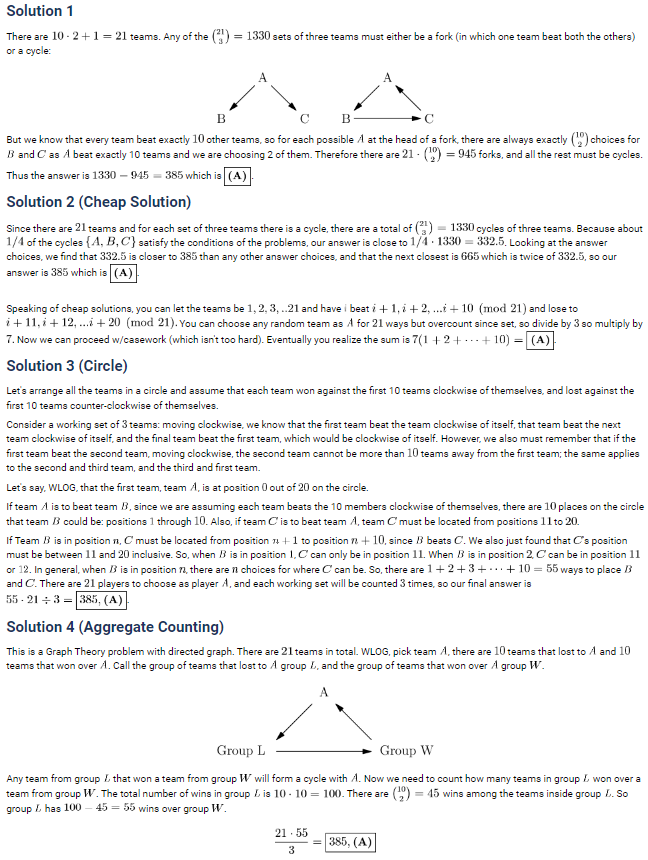 Solution 1
There are 10 · 2 + 1 = 21 teams. Any of the \(\binom{21}{3}\) = 1330 sets of three teams must either be a fork (in which one team beat both the others)
or a cycle:
A A
B C B C
But we know that every team beat exactly 10 other teams, so for each possible A at the head of a fork, there are always exactly \(\binom{10}{2}\) choices for
B and C as A beat exactly 10 teams and we are choosing 2 of them. Therefore there are 21 · \(\binom{10}{2}\) = 945 forks, and all the rest must be cycles.
Thus the answer is 1330 − 945 = 385 which is (A).
Solution 2 (Cheap Solution)
Since there are 21 teams and for each set of three teams there is a cycle, there are a total of \(\binom{21}{3}\) = 1330 cycles of three teams. Because about
1/4 of the cycles {A, B, C} satisfy the conditions of the problems, our answer is close to 1/4 · 1330 = 332.5. Looking at the answer
choices, we find that 332.5 is closer to 385 than any other answer choices, and that the next closest is 665 which is twice of 332.5, so our
answer is 385 which is (A).
Speaking of cheap solutions, you can let the teams be 1, 2, 3, ..21 and have i beat i + 1, i + 2, ...i + 10 (mod 21) and lose to
i + 11, i + 12, ...i + 20 (mod 21). You can choose any random team as A for 21 ways but overcount since set, so divide by 3 so multiply by
7. Now we can proceed w/casework (which isn't too hard). Eventually you realize the sum is 7(1 + 2 + ··· + 10) = (A).
Solution 3 (Circle)
Let's arrange all the teams in a circle and assume that each team won against the first 10 teams clockwise of themselves, and lost against the
first 10 teams counter-clockwise of themselves.
Consider a working set of 3 teams: moving clockwise, we know that the first team beat the team clockwise of itself, that team beat the next
team clockwise of itself, and the final team beat the first team, which would be clockwise of itself. However, we also must remember that if the
first team beat the second team, moving clockwise, the second team cannot be more than 10 teams away from the first team; the same applies
to the second and third team, and the third and first team.
Let's say, WLOG, that the first team, team A, is at position 0 out of 20 on the circle.
If team A is to beat team B, since we are assuming each team beats the 10 members clockwise of themselves, there are 10 places on the circle
that team B could be: positions 1 through 10. Also, if team C is to beat team A, team C must be located from positions 11 to 20.
If Team B is in position n, C must be located from position n + 1 to position n + 10, since B beats C. We also just found that C's position
must be between 11 and 20 inclusive. So, when B is in position 1, C can only be in position 11. When B is in position 2, C can be in position 11
or 12. In general, when B is in position n, there are n choices for where C can be. So, there are 1 + 2 + 3 + ··· + 10 = 55 ways to place B
and C. There are 21 players to choose as player A, and each working set will be counted 3 times, so our final answer is
55 · 21 ÷ 3 = 385, (A).
Solution 4 (Aggregate Counting)
This is a Graph Theory problem with directed graph. There are 21 teams in total. WLOG, pick team A, there are 10 teams that lost to A and 10
teams that won over A. Call the group of teams that lost to A group L, and the group of teams that won over A group W.
A
Group L Group W
Any team from group L that won a team from group W will form a cycle with A. Now we need to count how many teams in group L won over a
team from group W. The total number of wins in group L is 10 · 10 = 100. There are \(\binom{10}{2}\) = 45 wins among the teams inside group L. So
group L has 100 − 45 = 55 wins over group W.
\(\frac{21 · 55}{3}\) = 385, (A)